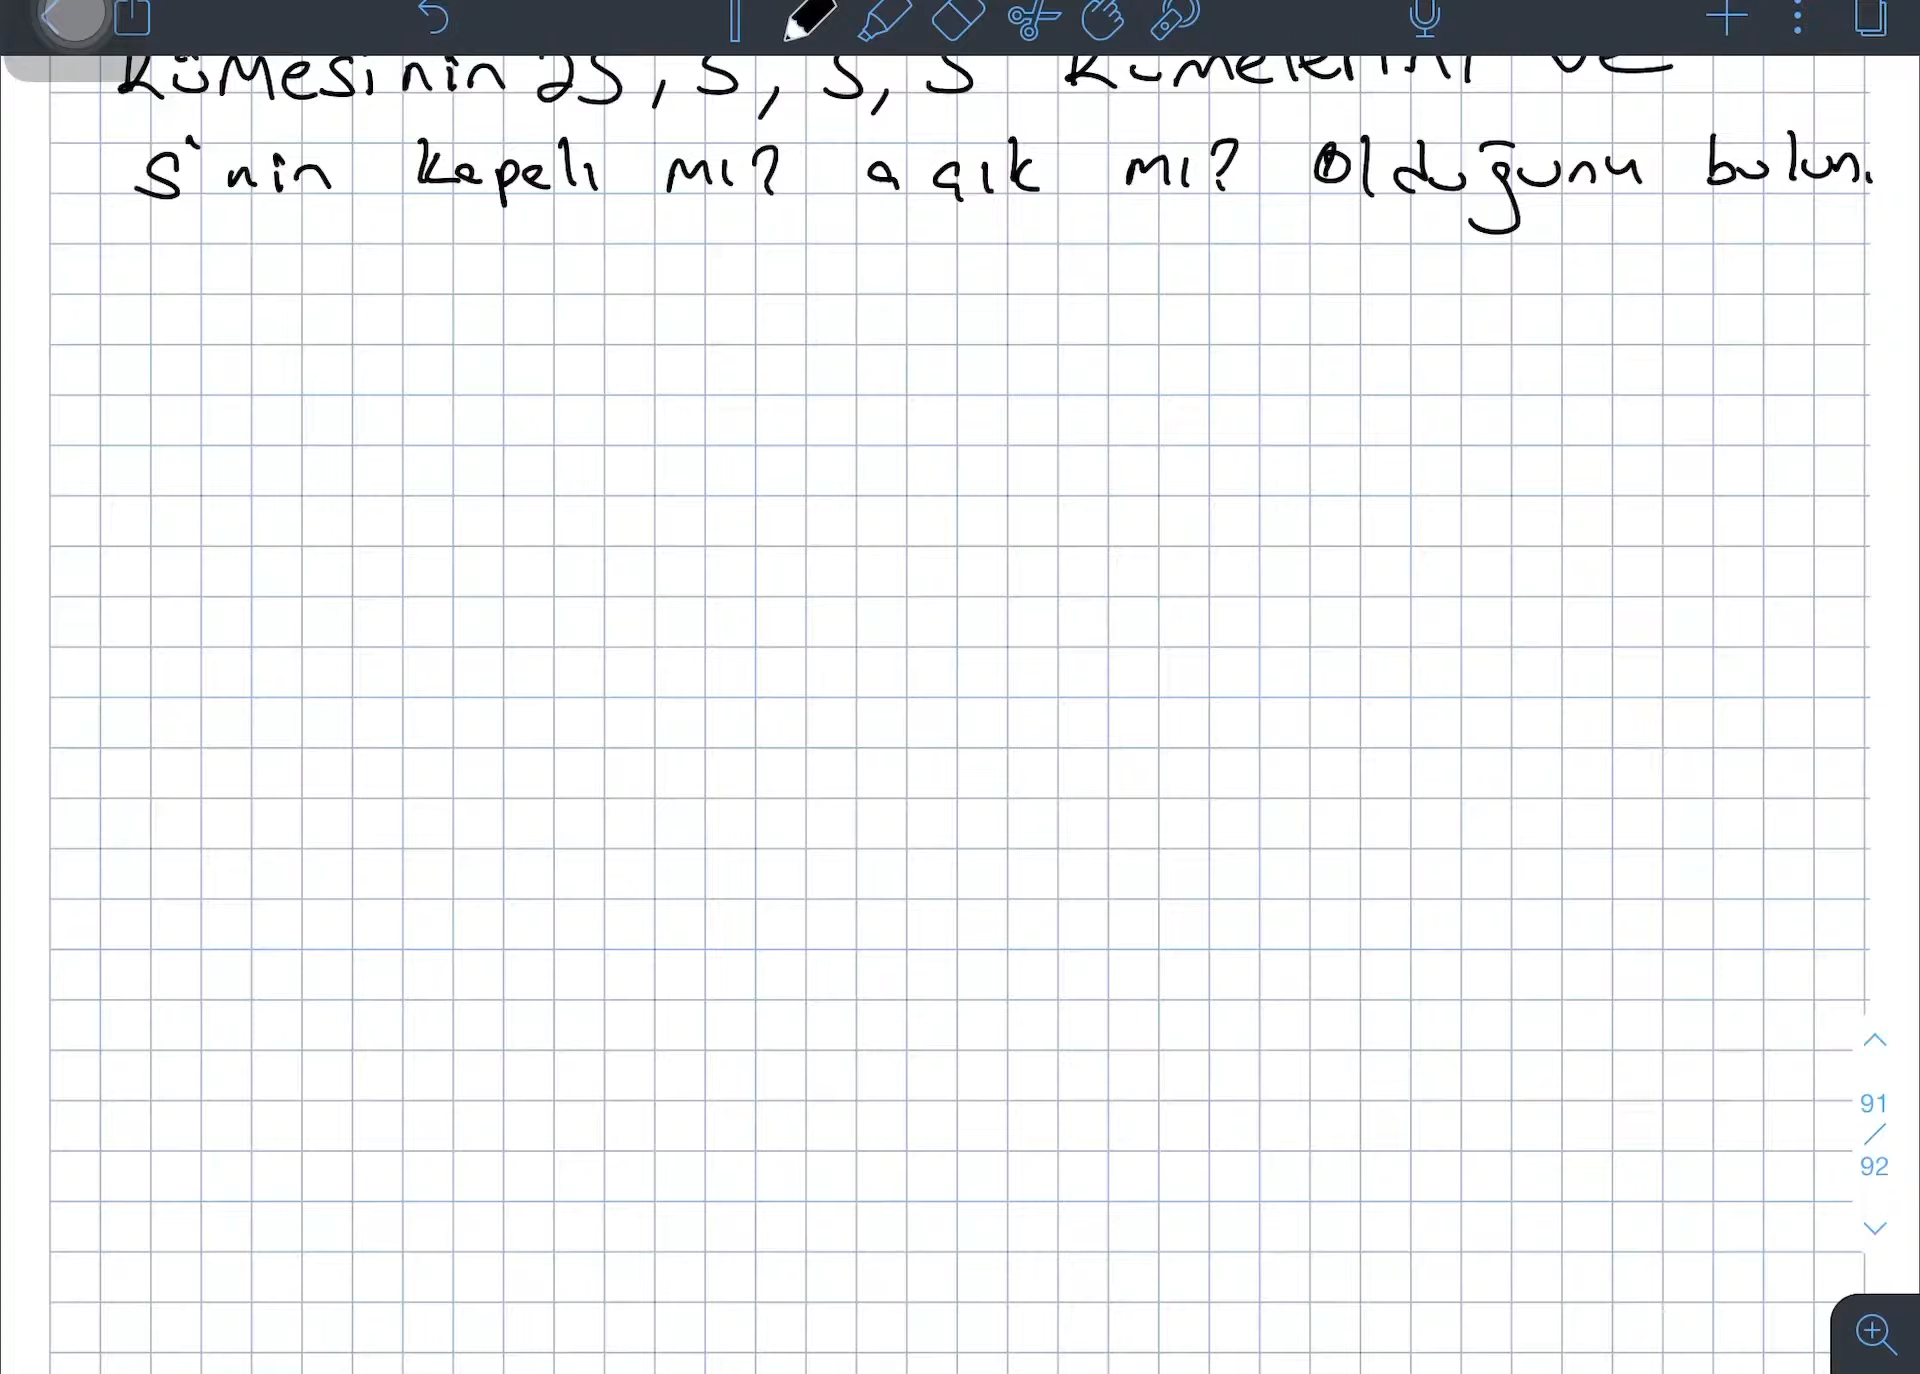 Kümesinin ∂S, S, S, S kümelerini ve
S'nin kapalı mı? açık mı? Olduğunu bulun.
91
/
92